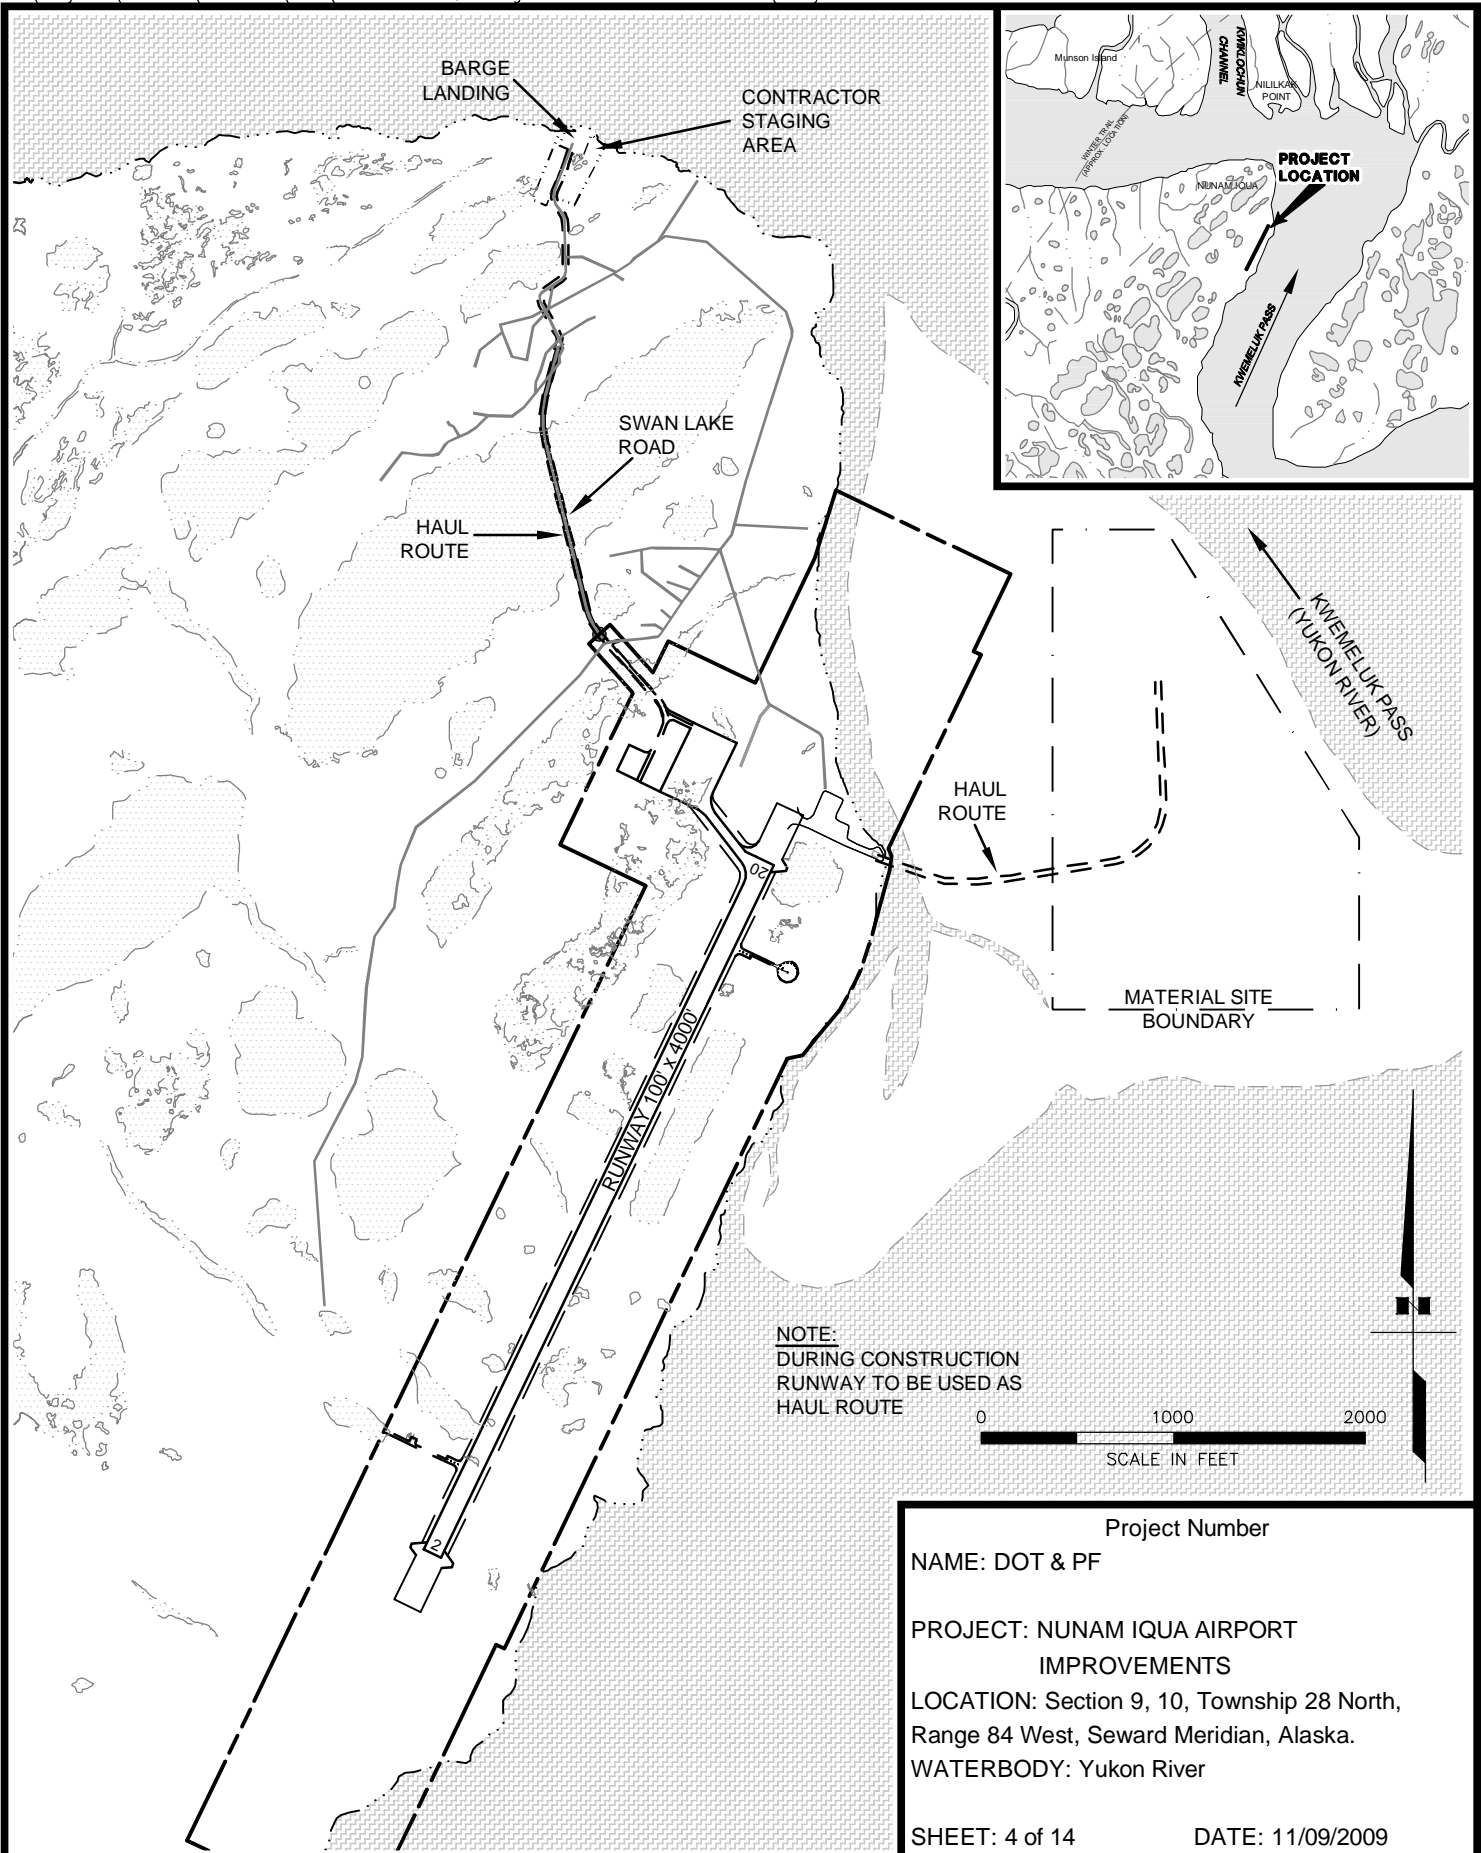 BARGE
LANDING
CONTRACTOR
STAGING
AREA
SWAN LAKE
ROAD
HAUL
ROUTE
Munson Island
KWIKLOCHUN
CHANNEL
NILILKAK
POINT
WINTER TRAIL
(APPROX. LOCATION)
NUNAM IQUA
PROJECT
LOCATION
KWEMELUK PASS
KWEMELUK PASS
(YUKON RIVER)
HAUL
ROUTE
20
MATERIAL SITE
BOUNDARY
RUNWAY 100' X 4000'
2
NOTE:
DURING CONSTRUCTION
RUNWAY TO BE USED AS
HAUL ROUTE
0 1000 2000
SCALE IN FEET
N
Project Number
NAME: DOT & PF
PROJECT: NUNAM IQUA AIRPORT
IMPROVEMENTS
LOCATION: Section 9, 10, Township 28 North,
Range 84 West, Seward Meridian, Alaska.
WATERBODY: Yukon River
SHEET: 4 of 14 DATE: 11/09/2009